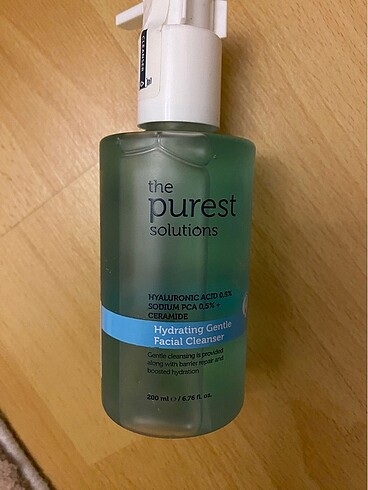 CLEANSER
the
purest
solutions
HYALURONIC ACID 0.5%
SODIUM PCA 0.5% +
CERAMIDE
Hydrating Gentle
Facial Cleanser
Gentle cleansing is provided
along with barrier repair and
boosted hydration.
200 ml ℮ / 6.76 fl. oz.